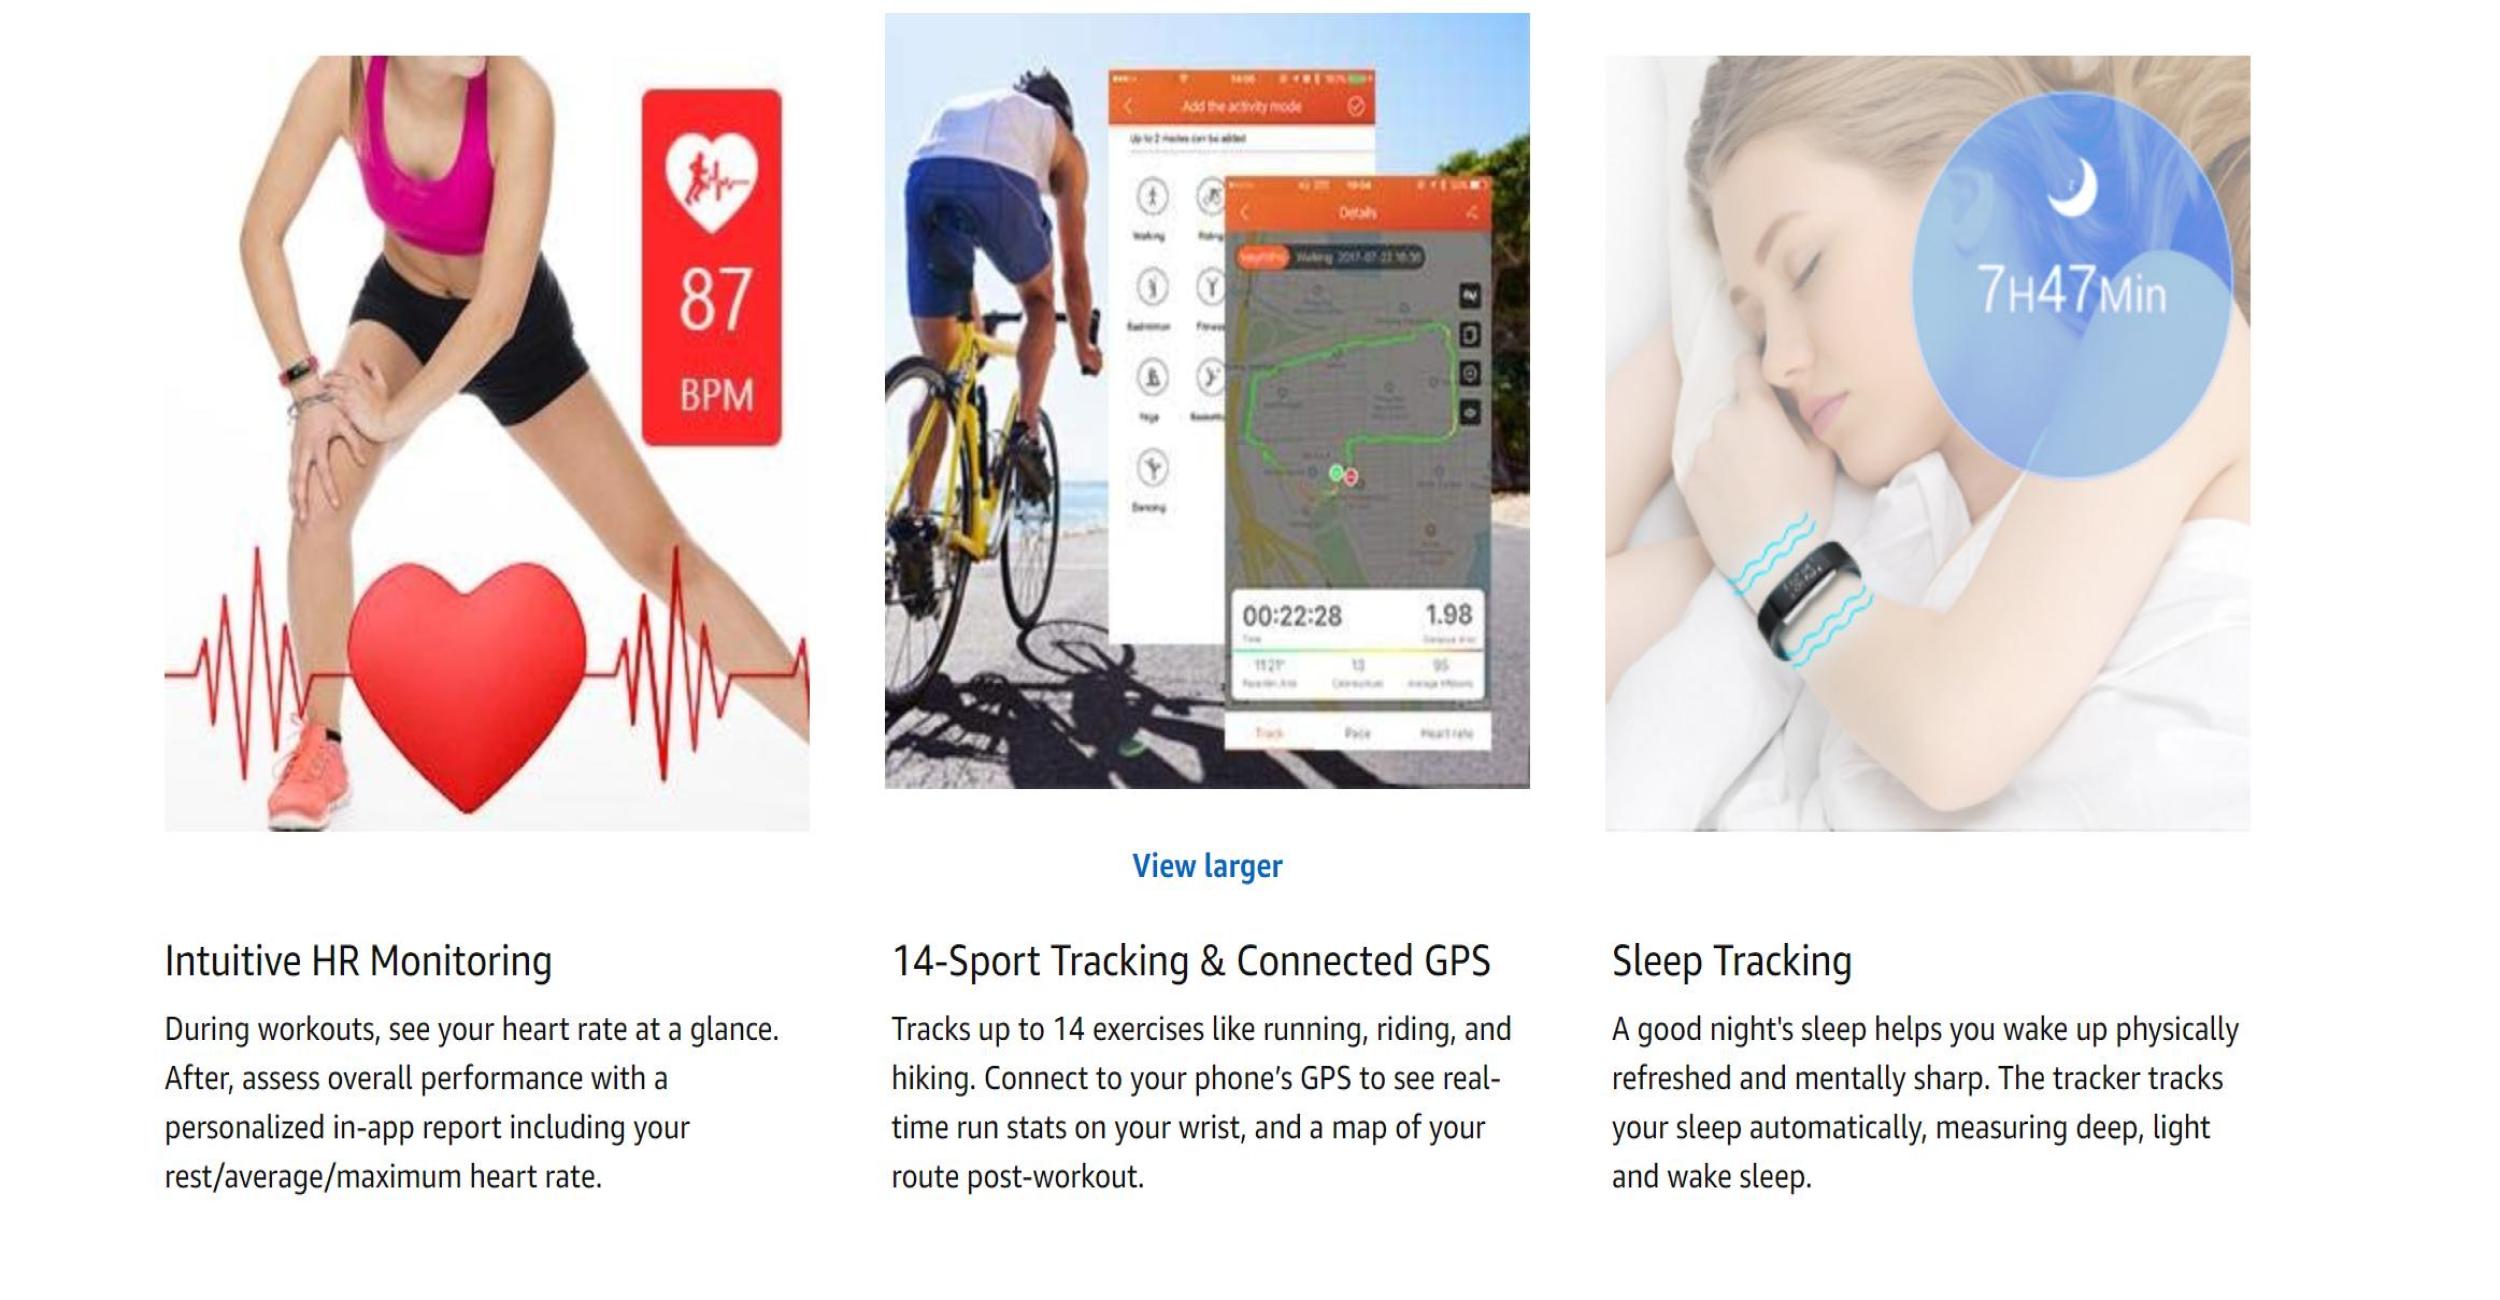 87
BPM
Add the activity mode
Up to 2 modes can be added
Walking
Riding
Badminton
Yoga
Dancing
Details
Walking 2017-07-22
00:22:28
1.98
Time
11'21"
13
95
Track
Pace
Heart rate
7H47Min
View larger
Intuitive HR Monitoring
During workouts, see your heart rate at a glance.
After, assess overall performance with a
personalized in-app report including your
rest/average/maximum heart rate.
14-Sport Tracking & Connected GPS
Tracks up to 14 exercises like running, riding, and
hiking. Connect to your phone’s GPS to see real-
time run stats on your wrist, and a map of your
route post-workout.
Sleep Tracking
A good night's sleep helps you wake up physically
refreshed and mentally sharp. The tracker tracks
your sleep automatically, measuring deep, light
and wake sleep.